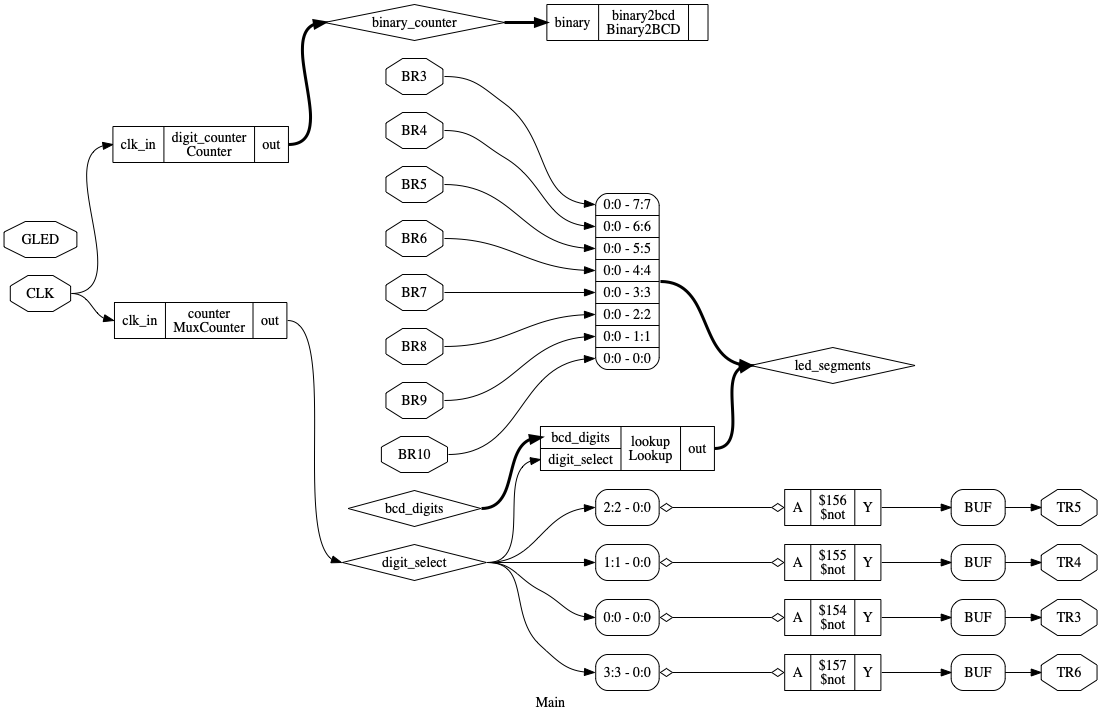 binary_counter
binary
binary2bcd
Binary2BCD
BR3
BR4
clk_in
digit_counter
Counter
out
BR5
0:0 - 7:7
0:0 - 6:6
GLED
BR6
0:0 - 5:5
0:0 - 4:4
CLK
BR7
0:0 - 3:3
clk_in
counter
MuxCounter
out
0:0 - 2:2
BR8
0:0 - 1:1
0:0 - 0:0
led_segments
BR9
bcd_digits
digit_select
lookup
Lookup
out
BR10
bcd_digits
2:2 - 0:0
A
$156
$not
Y
BUF
TR5
digit_select
1:1 - 0:0
A
$155
$not
Y
BUF
TR4
0:0 - 0:0
A
$154
$not
Y
BUF
TR3
3:3 - 0:0
A
$157
$not
Y
BUF
TR6
Main